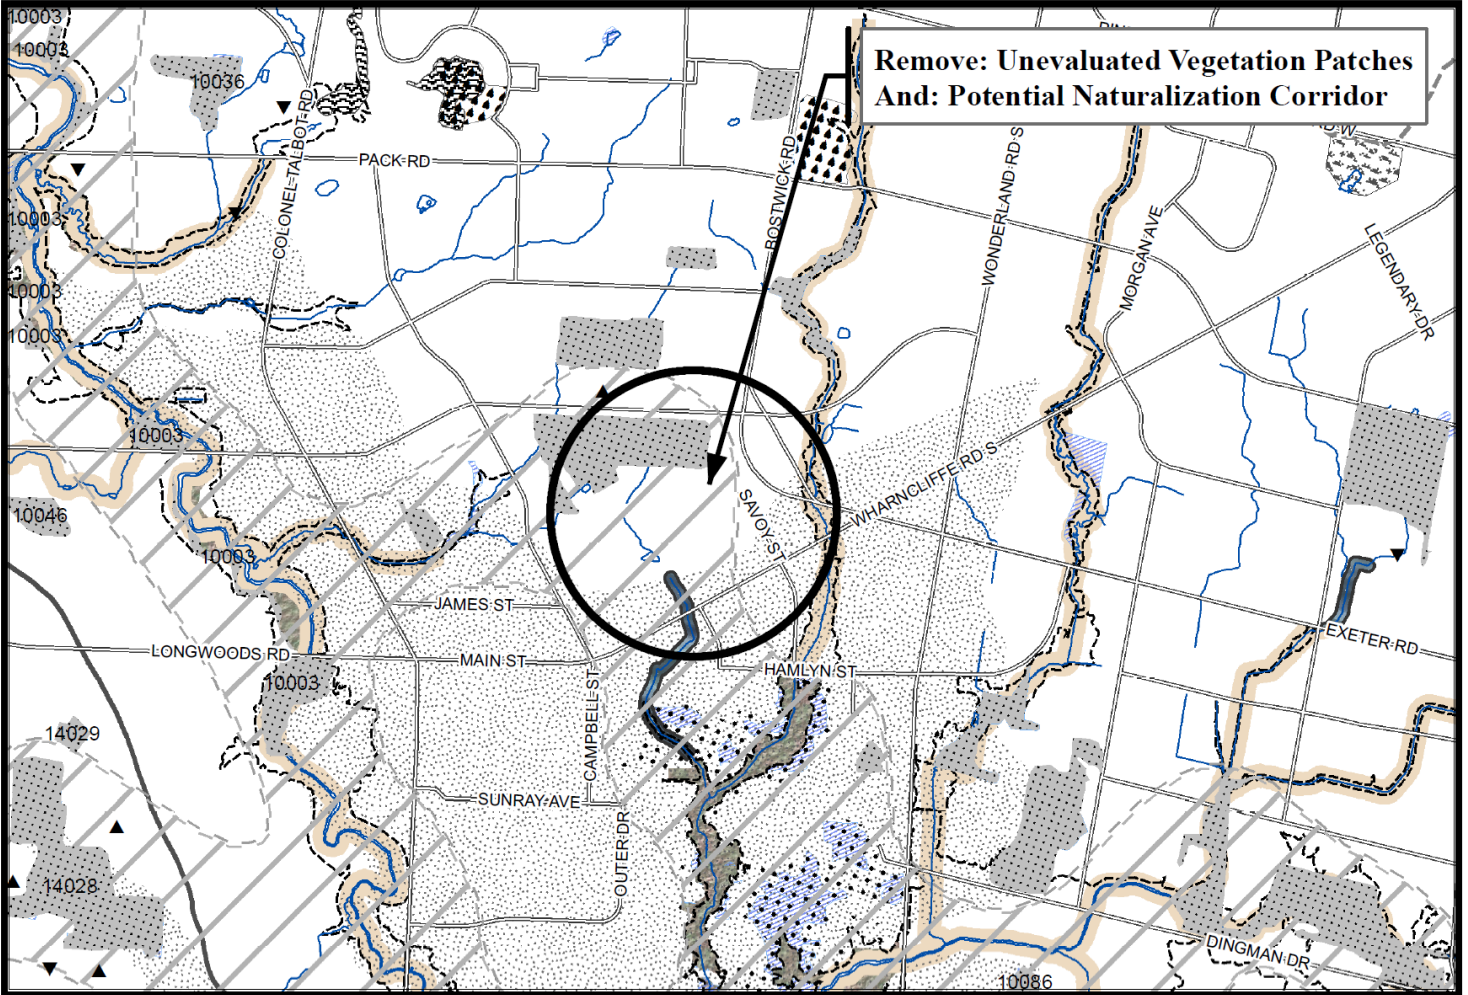 10003
10003
Remove: Unevaluated Vegetation Patches
And: Potential Naturalization Corridor
10036
COLONEL TALBOT RD
PACK RD
BOSTWICK RD
WONDERLAND RD S
MORGAN AVE
LEGENDARY DR
10003
10003
10003
10003
WHARNCLIFFE RD S
SAVOY ST
10046
10003
JAMES ST
LONGWOODS RD
MAIN ST
HAMLYN ST
EXETER RD
10003
CAMPBELL ST
14029
SUNRAY AVE
OUTER DR
14028
DINGMAN DR
10086